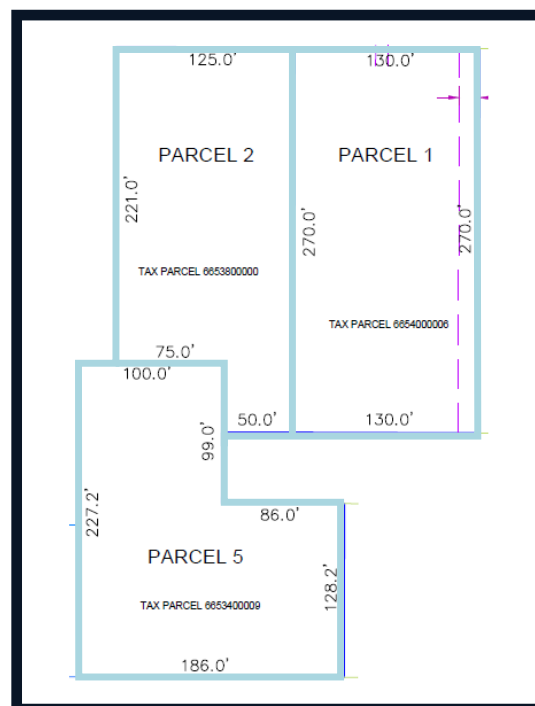 125.0'
130.0'
PARCEL 2
PARCEL 1
221.0'
270.0'
270.0'
TAX PARCEL 6653800000
TAX PARCEL 6654000006
75.0'
100.0'
50.0'
130.0'
99.0'
227.2'
86.0'
PARCEL 5
128.2'
TAX PARCEL 6653400009
186.0'